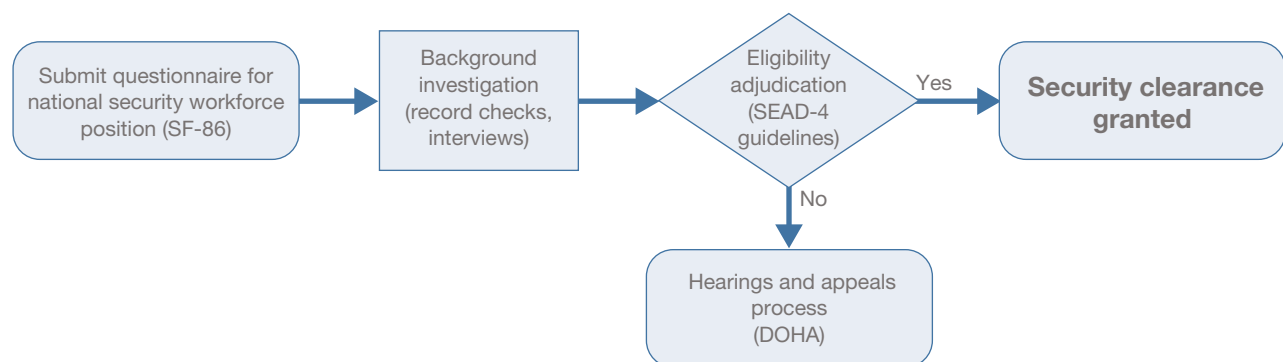 Submit questionnaire for
national security workforce
position (SF-86)
Background
investigation
(record checks,
interviews)
Eligibility
adjudication
(SEAD-4
guidelines)
Yes
Security clearance
granted
No
Hearings and appeals
process
(DOHA)